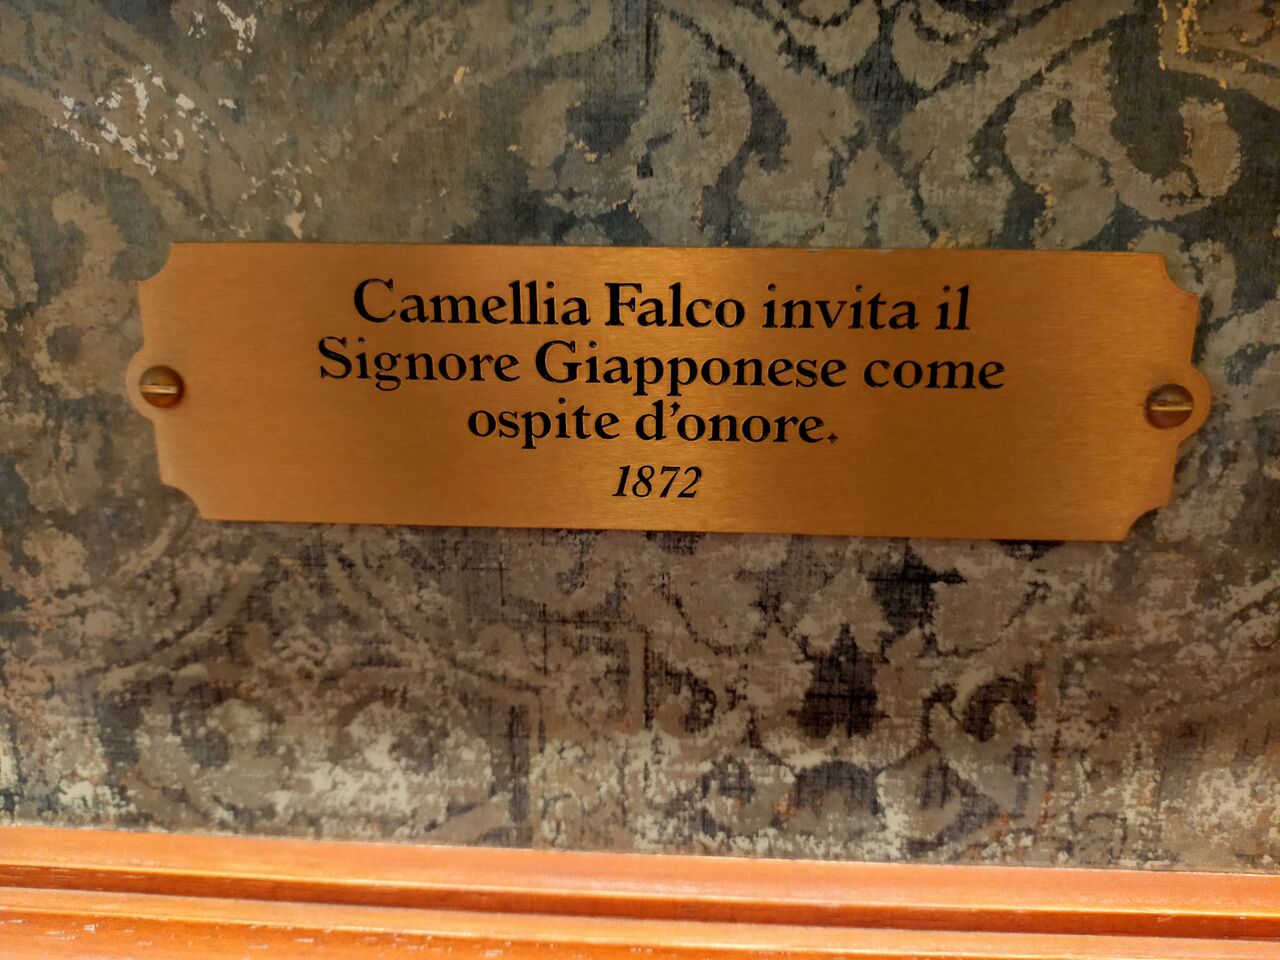 Camellia Falco invita il
Signore Giapponese come
ospite d'onore.
1872